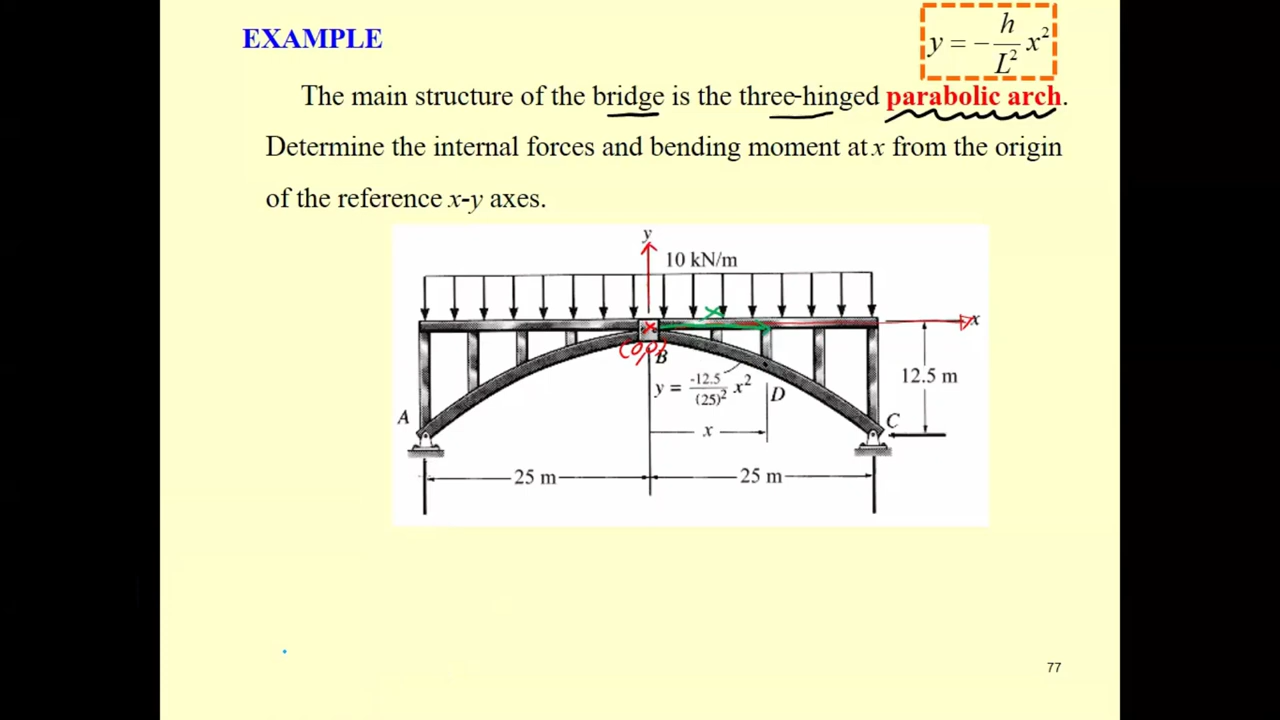 EXAMPLE
y = -h/L² x²
The main structure of the bridge is the three-hinged parabolic arch.
Determine the internal forces and bending moment at x from the origin
of the reference x-y axes.
y
10 kN/m
x
x
(0,0)
B
y = -12.5/(25)² x²
D
12.5 m
A
C
x
25 m
25 m
77